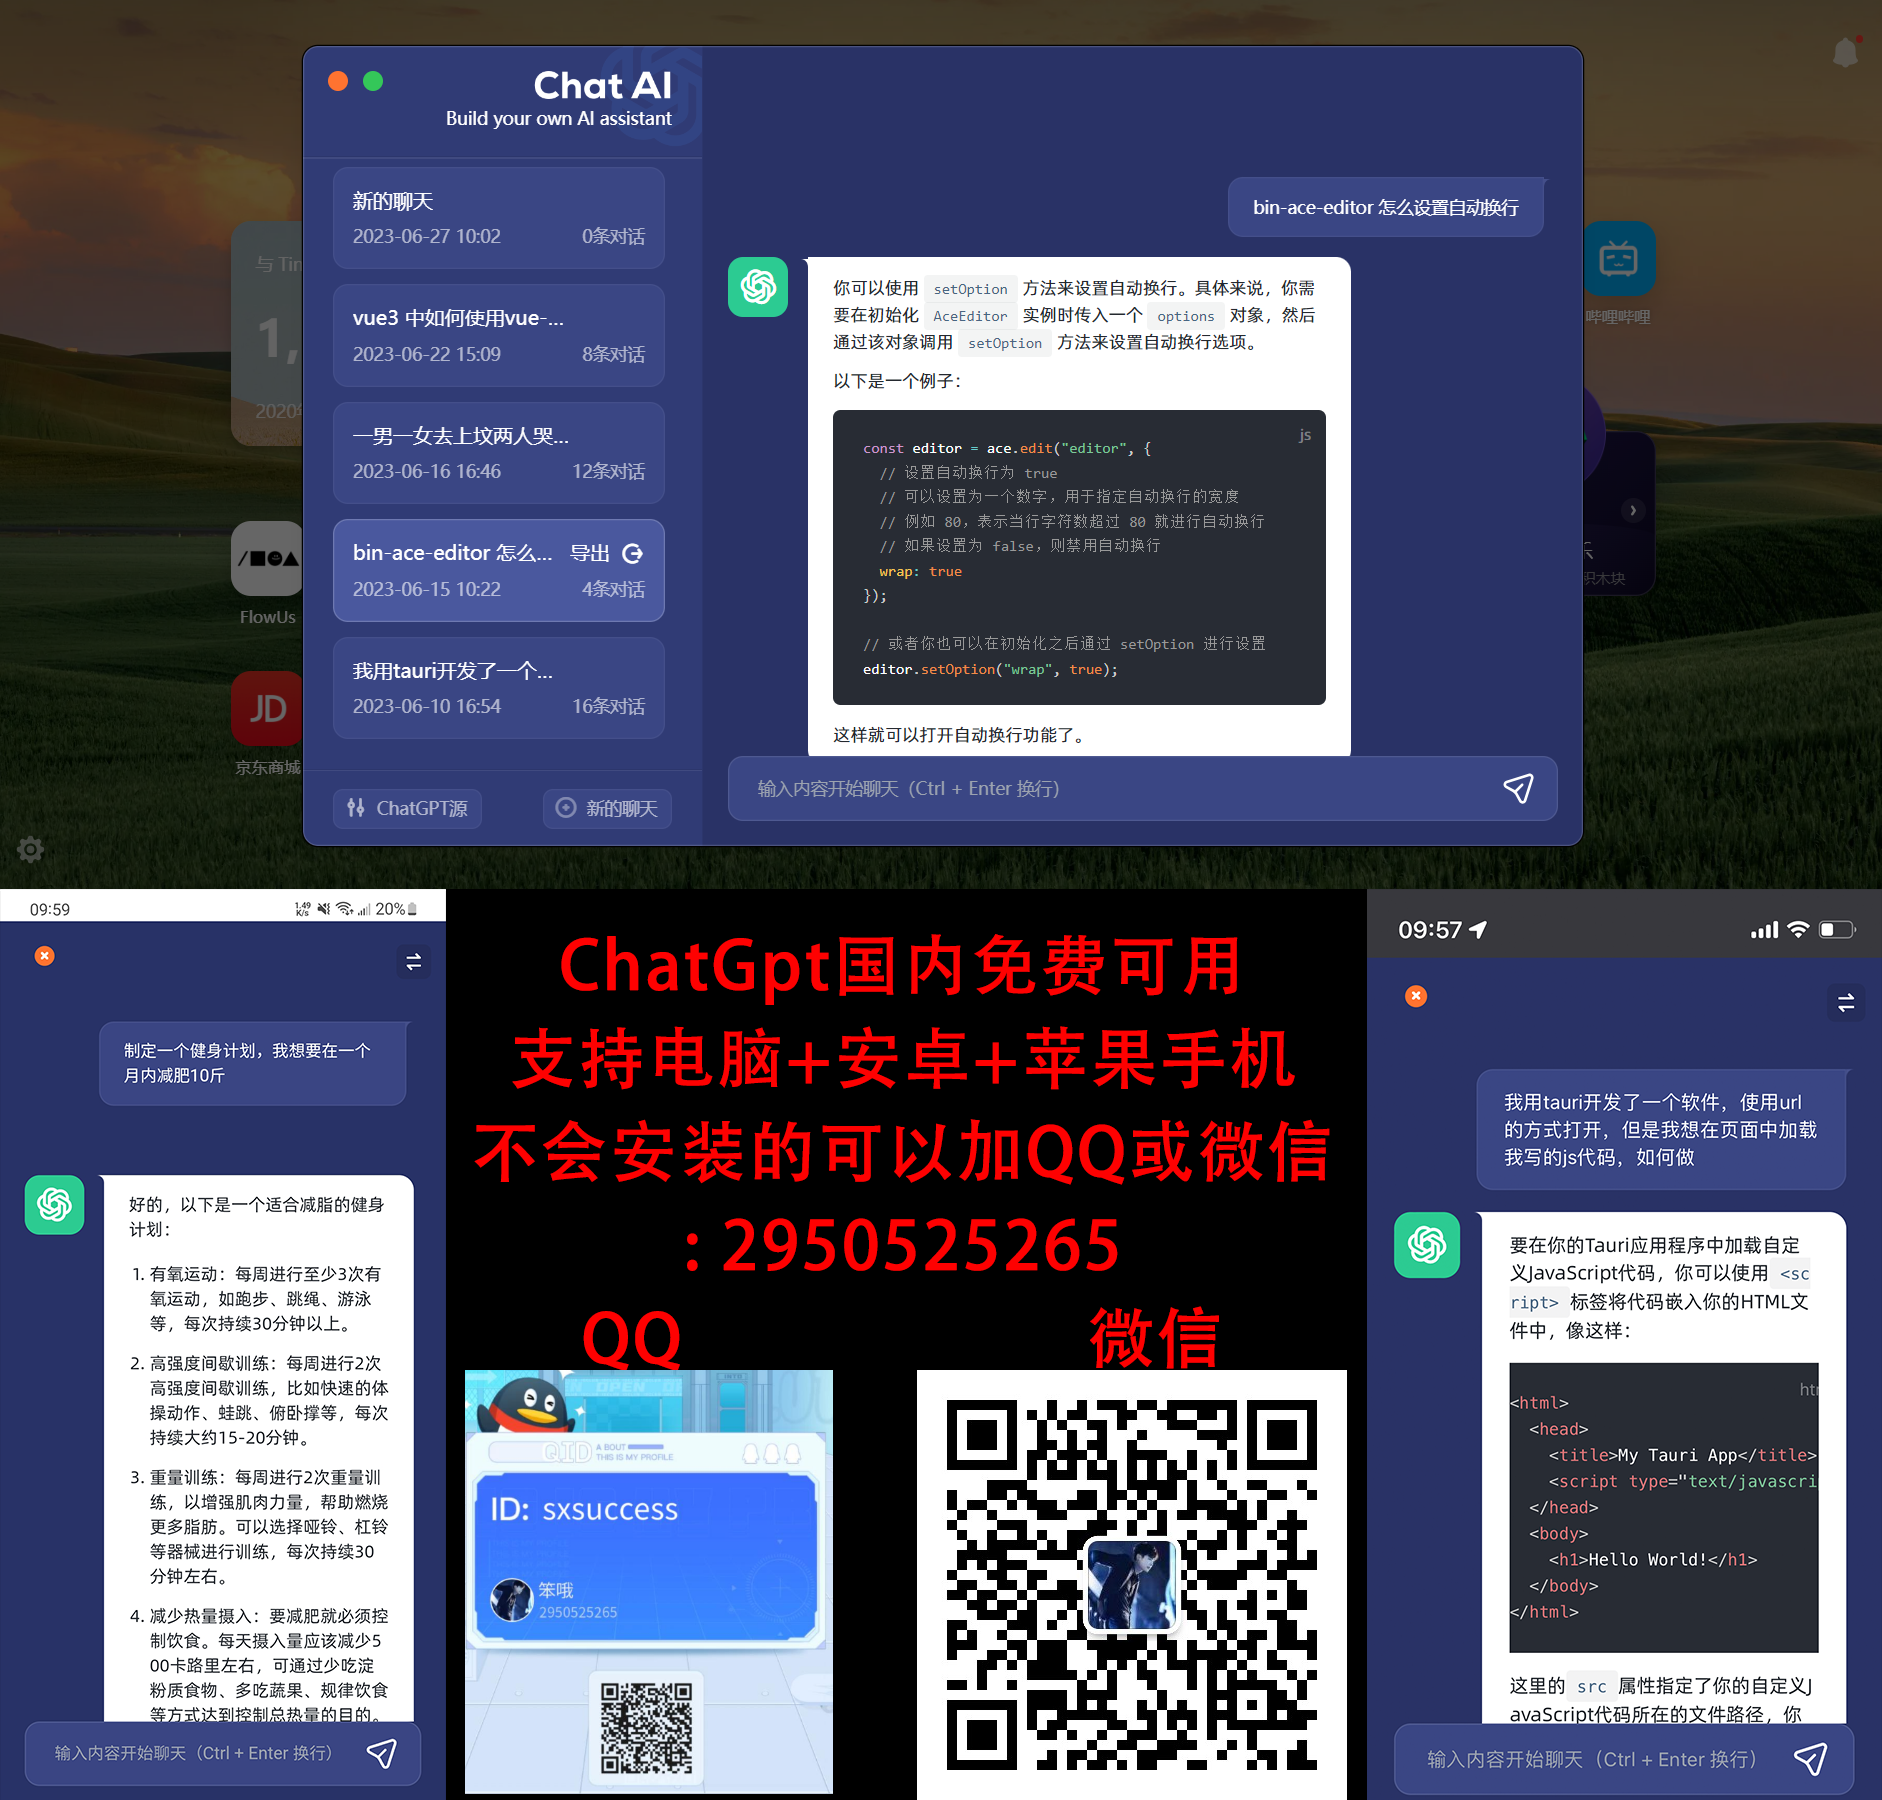 Chat AI
Build your own AI assistant
新的聊天
2023-06-27 10:02 0条对话
vue3 中如何使用vue-...
2023-06-22 15:09 8条对话
一男一女去上坟两人哭...
2023-06-16 16:46 12条对话
bin-ace-editor 怎么... 导出
2023-06-15 10:22 4条对话
我用tauri开发了一个...
2023-06-10 16:54 16条对话
ChatGPT源
新的聊天
bin-ace-editor 怎么设置自动换行
你可以使用 setOption 方法来设置自动换行。具体来说，你需
要在初始化 AceEditor 实例时传入一个 options 对象，然后
通过该对象调用 setOption 方法来设置自动换行选项。
以下是一个例子：
js
const editor = ace.edit("editor", {
// 设置自动换行为 true
// 可以设置为一个数字，用于指定自动换行的宽度
// 例如 80，表示当行字符数超过 80 就进行自动换行
// 如果设置为 false，则禁用自动换行
wrap: true
});
// 或者你也可以在初始化之后通过 setOption 进行设置
editor.setOption("wrap", true);
这样就可以打开自动换行功能了。
输入内容开始聊天（Ctrl + Enter 换行）
与 Tim
1,
2020年
FlowUs
JD
京东商城
哔哩哔哩
乐
积木块
09:59
1.49
K/s
20%
制定一个健身计划，我想要在一个
月内减肥10斤
好的，以下是一个适合减脂的健身
计划：
1. 有氧运动：每周进行至少3次有
氧运动，如跑步、跳绳、游泳
等，每次持续30分钟以上。
2. 高强度间歇训练：每周进行2次
高强度间歇训练，比如快速的体
操动作、蛙跳、俯卧撑等，每次
持续大约15-20分钟。
3. 重量训练：每周进行2次重量训
练，以增强肌肉力量，帮助燃烧
更多脂肪。可以选择哑铃、杠铃
等器械进行训练，每次持续30
分钟左右。
4. 减少热量摄入：要减肥就必须控
制饮食。每天摄入量应该减少5
00卡路里左右，可通过少吃淀
粉质食物、多吃蔬果、规律饮食
等方式达到控制总热量的目的。
输入内容开始聊天（Ctrl + Enter 换行）
ChatGpt国内免费可用
支持电脑+安卓+苹果手机
不会安装的可以加QQ或微信
: 2950525265
QQ
微信
OPEN
QID
A BOUT
THIS IS MY PROFILE
ID: sxsuccess
笨哦
2950525265
09:57
我用tauri开发了一个软件，使用url
的方式打开，但是我想在页面中加载
我写的js代码，如何做
要在你的Tauri应用程序中加载自定
义JavaScript代码，你可以使用 <sc
ript> 标签将代码嵌入你的HTML文
件中，像这样：
htr
<html>
<head>
<title>My Tauri App</title>
<script type="text/javascri
</head>
<body>
<h1>Hello World!</h1>
</body>
</html>
这里的 src 属性指定了你的自定义J
avaScript代码所在的文件路径，你
输入内容开始聊天（Ctrl + Enter 换行）